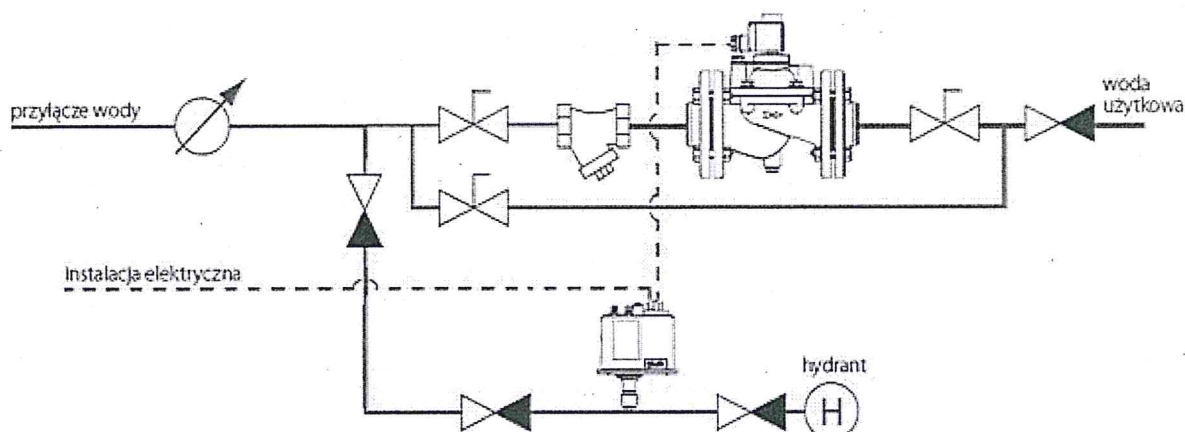 przyłącze wody
woda
użytkowa
Instalacja elektryczna
hydrant
H